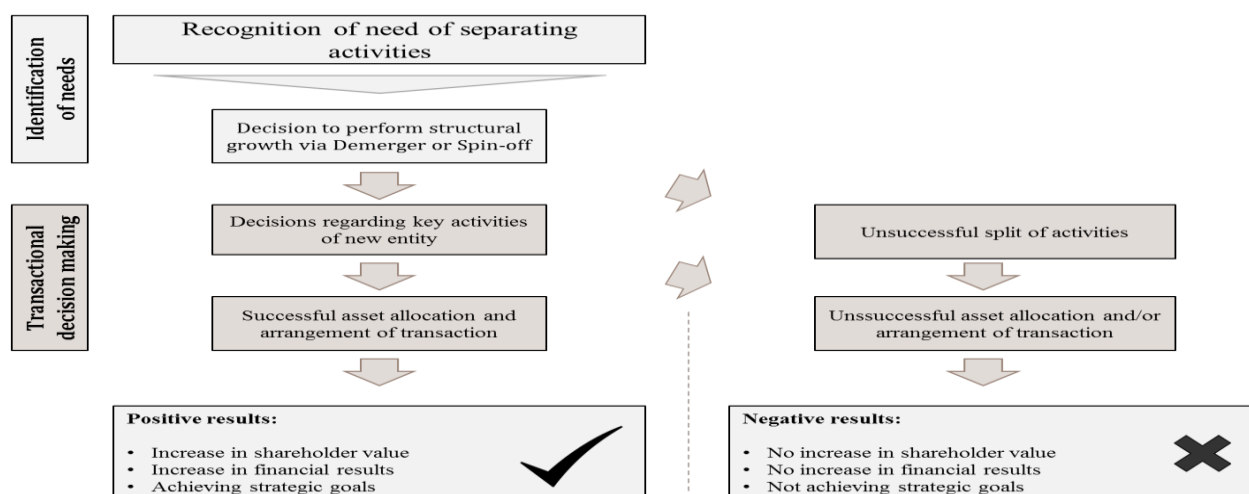 Identification
of needs
Recognition of need of separating
activities
Decision to perform structural
growth via Demerger or Spin-off
Transactional
decision making
Decisions regarding key activities
of new entity
Unsuccessful split of activities
Successful asset allocation and
arrangement of transaction
Unssuccessful asset allocation and/or
arrangement of transaction
Positive results:
• Increase in shareholder value
• Increase in financial results
• Achieving strategic goals
Negative results:
• No increase in shareholder value
• No increase in financial results
• Not achieving strategic goals